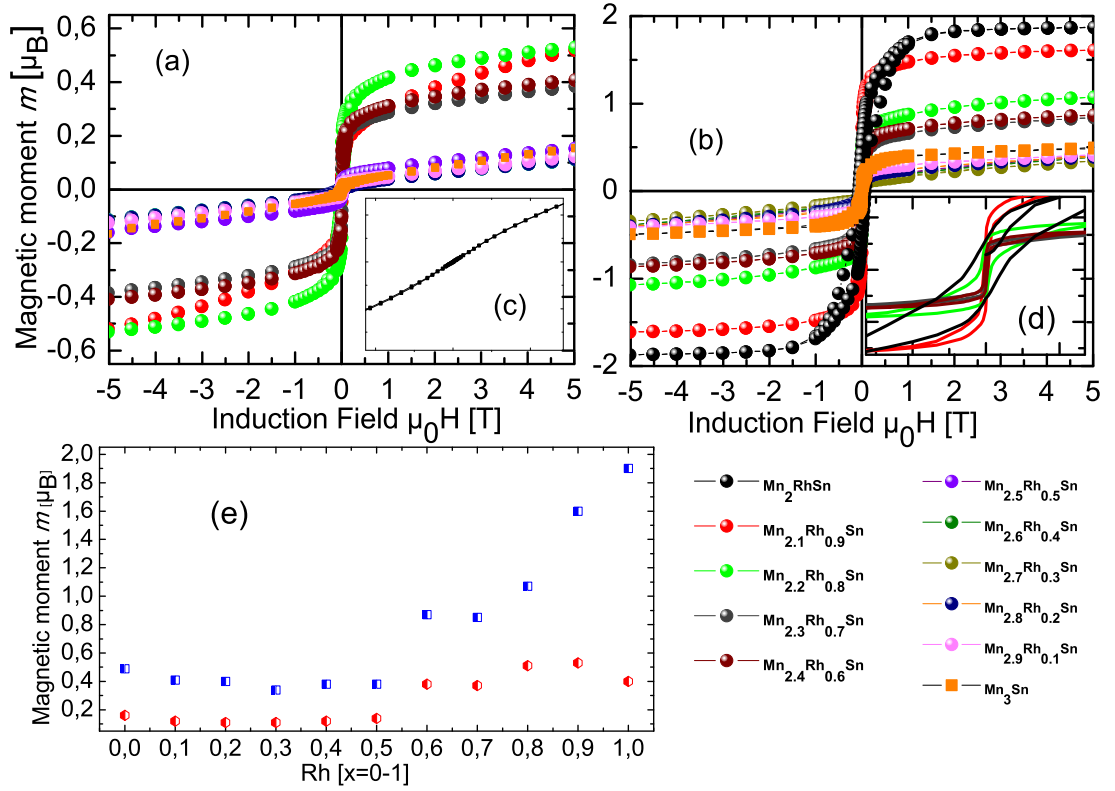 (a)
0,6
0,4
0,2
0,0
-0,2
-0,4
-0,6
Magnetic moment m [μB]
(c)
-5 -4 -3 -2 -1 0 1 2 3 4 5
Induction Field μ0H [T]
(b)
2
1
0
-1
-2
(d)
-5 -4 -3 -2 -1 0 1 2 3 4 5
Induction Field μ0H [T]
(e)
2,0
1,8
1,6
1,4
1,2
1,0
0,8
0,6
0,4
0,2
Magnetic moment m [μB]
0,0 0,1 0,2 0,3 0,4 0,5 0,6 0,7 0,8 0,9 1,0
Rh [x=0-1]
Mn2RhSn
Mn2.1Rh0.9Sn
Mn2.2Rh0.8Sn
Mn2.3Rh0.7Sn
Mn2.4Rh0.6Sn
Mn2.5Rh0.5Sn
Mn2.6Rh0.4Sn
Mn2.7Rh0.3Sn
Mn2.8Rh0.2Sn
Mn2.9Rh0.1Sn
Mn3Sn